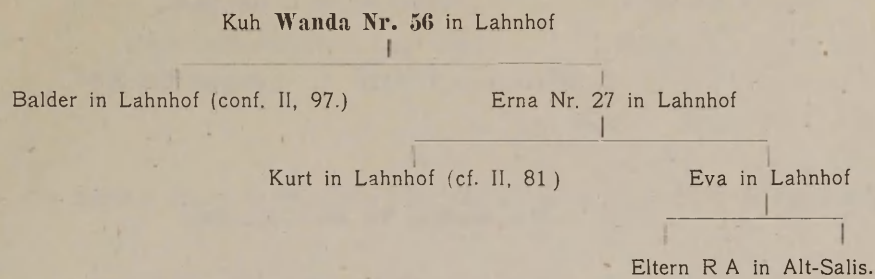 Kuh Wanda Nr. 56 in Lahnhof
Balder in Lahnhof (conf. II, 97.) Erna Nr. 27 in Lahnhof
Kurt in Lahnhof (cf. II, 81 ) Eva in Lahnhof
Eltern R A in Alt-Salis.